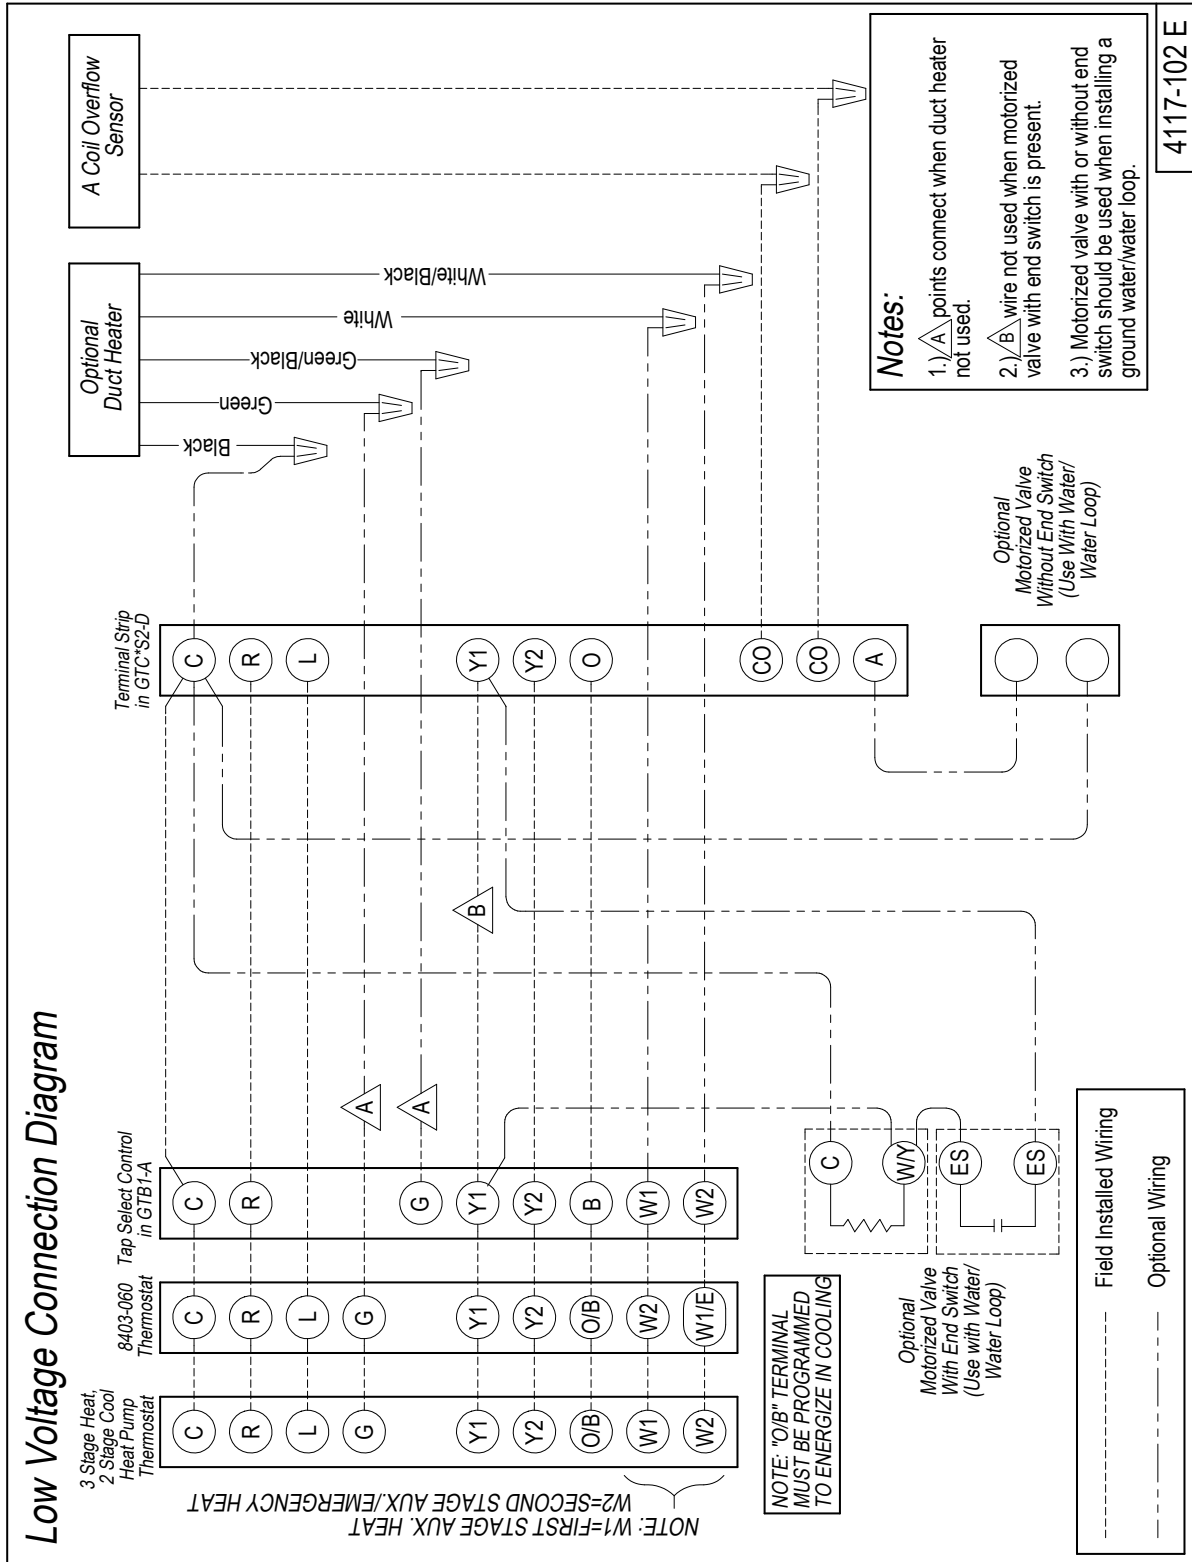 Low Voltage Connection Diagram
3 Stage Heat,
2 Stage Cool
Heat Pump
Thermostat
C
R
L
G
Y1
Y2
O/B
W1
W2
8403-060
Thermostat
C
R
L
G
Y1
Y2
O/B
W2
W1/E
Tap Select Control
in GTB1-A
C
R
G
Y1
Y2
B
W1
W2
A
A
B
Terminal Strip
in GTC*S2-D
C
R
L
Y1
Y2
O
CO
CO
A
Optional
Duct Heater
Black
Green
Green/Black
White
White/Black
A Coil Overflow
Sensor
NOTE: W1=FIRST STAGE AUX. HEAT
W2=SECOND STAGE AUX./EMERGENCY HEAT
NOTE: "O/B" TERMINAL
MUST BE PROGRAMMED
TO ENERGIZE IN COOLING
Optional
Motorized Valve
With End Switch
(Use with Water/
Water Loop)
C
W/Y
ES
ES
Optional
Motorized Valve
Without End Switch
(Use With Water/
Water Loop)
Field Installed Wiring
Optional Wiring
Notes:
1.) A points connect when duct heater
not used.
2.) B wire not used when motorized
valve with end switch is present.
3.) Motorized valve with or without end
switch should be used when installing a
ground water/water loop.
4117-102 E